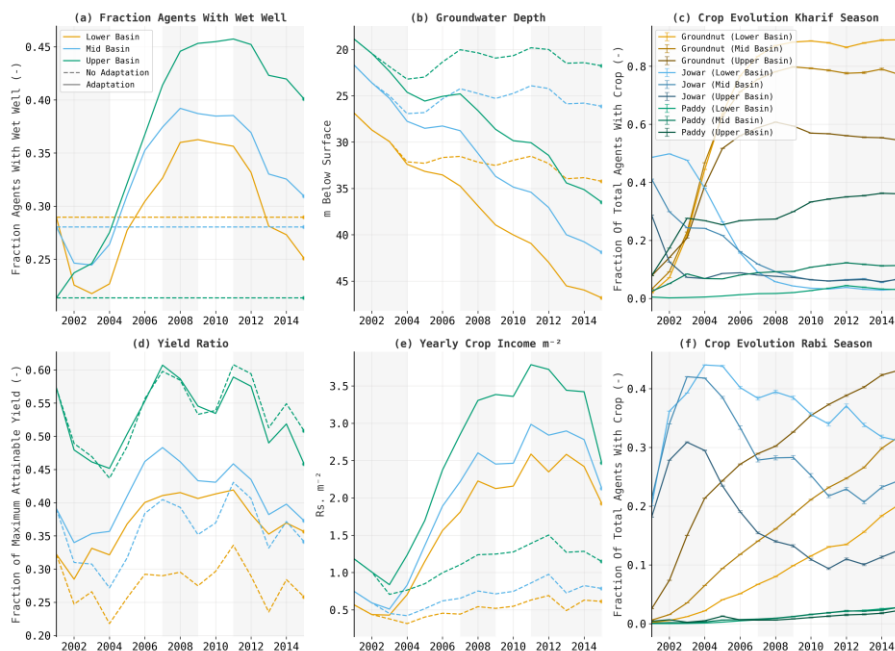 (a) Fraction Agents With Wet Well
Fraction Agents With Wet Well (-)
0.45
0.40
0.35
0.30
0.25
Lower Basin
Mid Basin
Upper Basin
No Adaptation
Adaptation
2002 2004 2006 2008 2010 2012 2014
(b) Groundwater Depth
m Below Surface
20
25
30
35
40
45
2002 2004 2006 2008 2010 2012 2014
(c) Crop Evolution Kharif Season
Fraction Of Total Agents With Crop (-)
0.8
0.6
0.4
0.2
0.0
Groundnut (Lower Basin)
Groundnut (Mid Basin)
Groundnut (Upper Basin)
Jowar (Lower Basin)
Jowar (Mid Basin)
Jowar (Upper Basin)
Paddy (Lower Basin)
Paddy (Mid Basin)
Paddy (Upper Basin)
2002 2004 2006 2008 2010 2012 2014
(d) Yield Ratio
Fraction of Maximum Attainable Yield (-)
0.60
0.55
0.50
0.45
0.40
0.35
0.30
0.25
0.20
2002 2004 2006 2008 2010 2012 2014
(e) Yearly Crop Income m⁻²
Rs. m⁻²
3.5
3.0
2.5
2.0
1.5
1.0
0.5
2002 2004 2006 2008 2010 2012 2014
(f) Crop Evolution Rabi Season
Fraction Of Total Agents With Crop (-)
0.4
0.3
0.2
0.1
0.0
2002 2004 2006 2008 2010 2012 2014